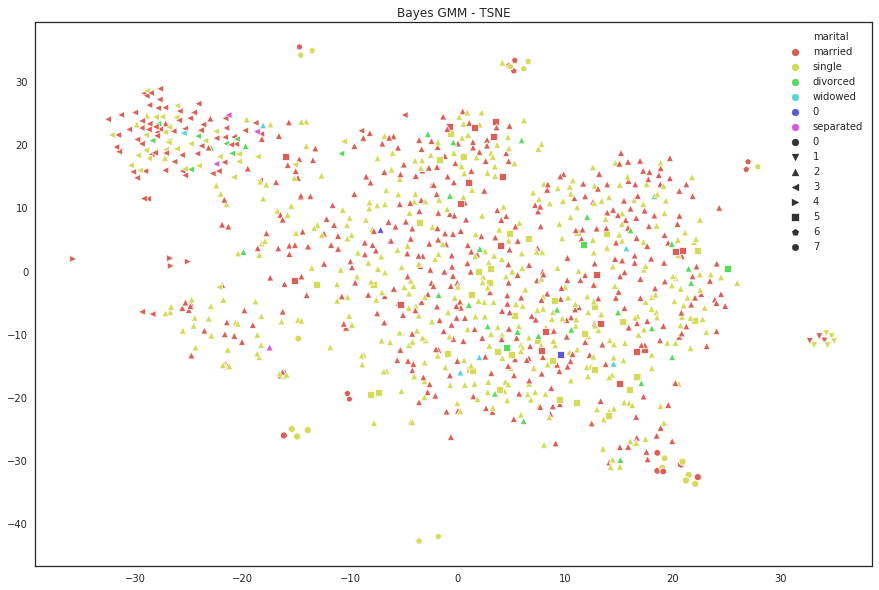 Bayes GMM - TSNE
marital
married
single
divorced
widowed
0
separated
0
1
2
3
4
5
6
7
30
20
10
0
−10
−20
−30
−40
−30 −20 −10 0 10 20 30